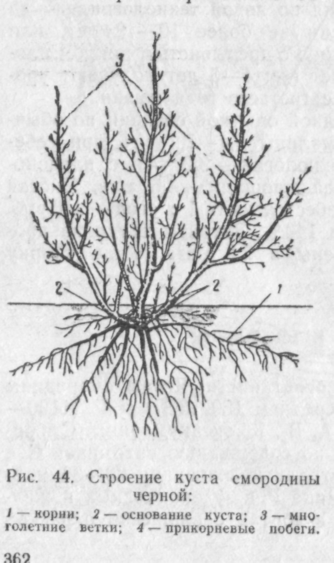 3
2
2
1
Рис. 44. Строение куста смородины
черной:
1 — корни; 2 — основание куста; 3 — мно-
голетние ветки; 4 — прикорневые побеги.
362